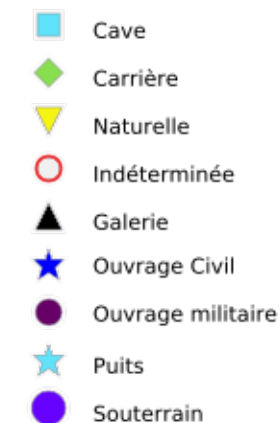 Cave
Carrière
Naturelle
Indéterminée
Galerie
Ouvrage Civil
Ouvrage militaire
Puits
Souterrain